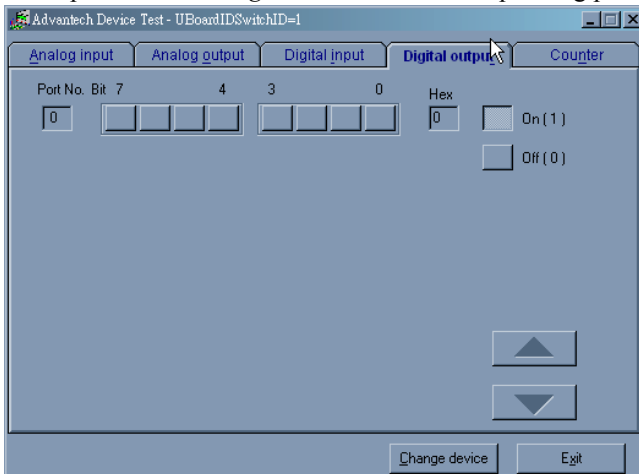 Advantech Device Test - UBoardIDSwitchID=1
Analog input Analog output Digital input Digital output Counter
Port No. Bit 7 4 3 0 Hex
0 0 On ( 1 )
Off ( 0 )
Change device Exit